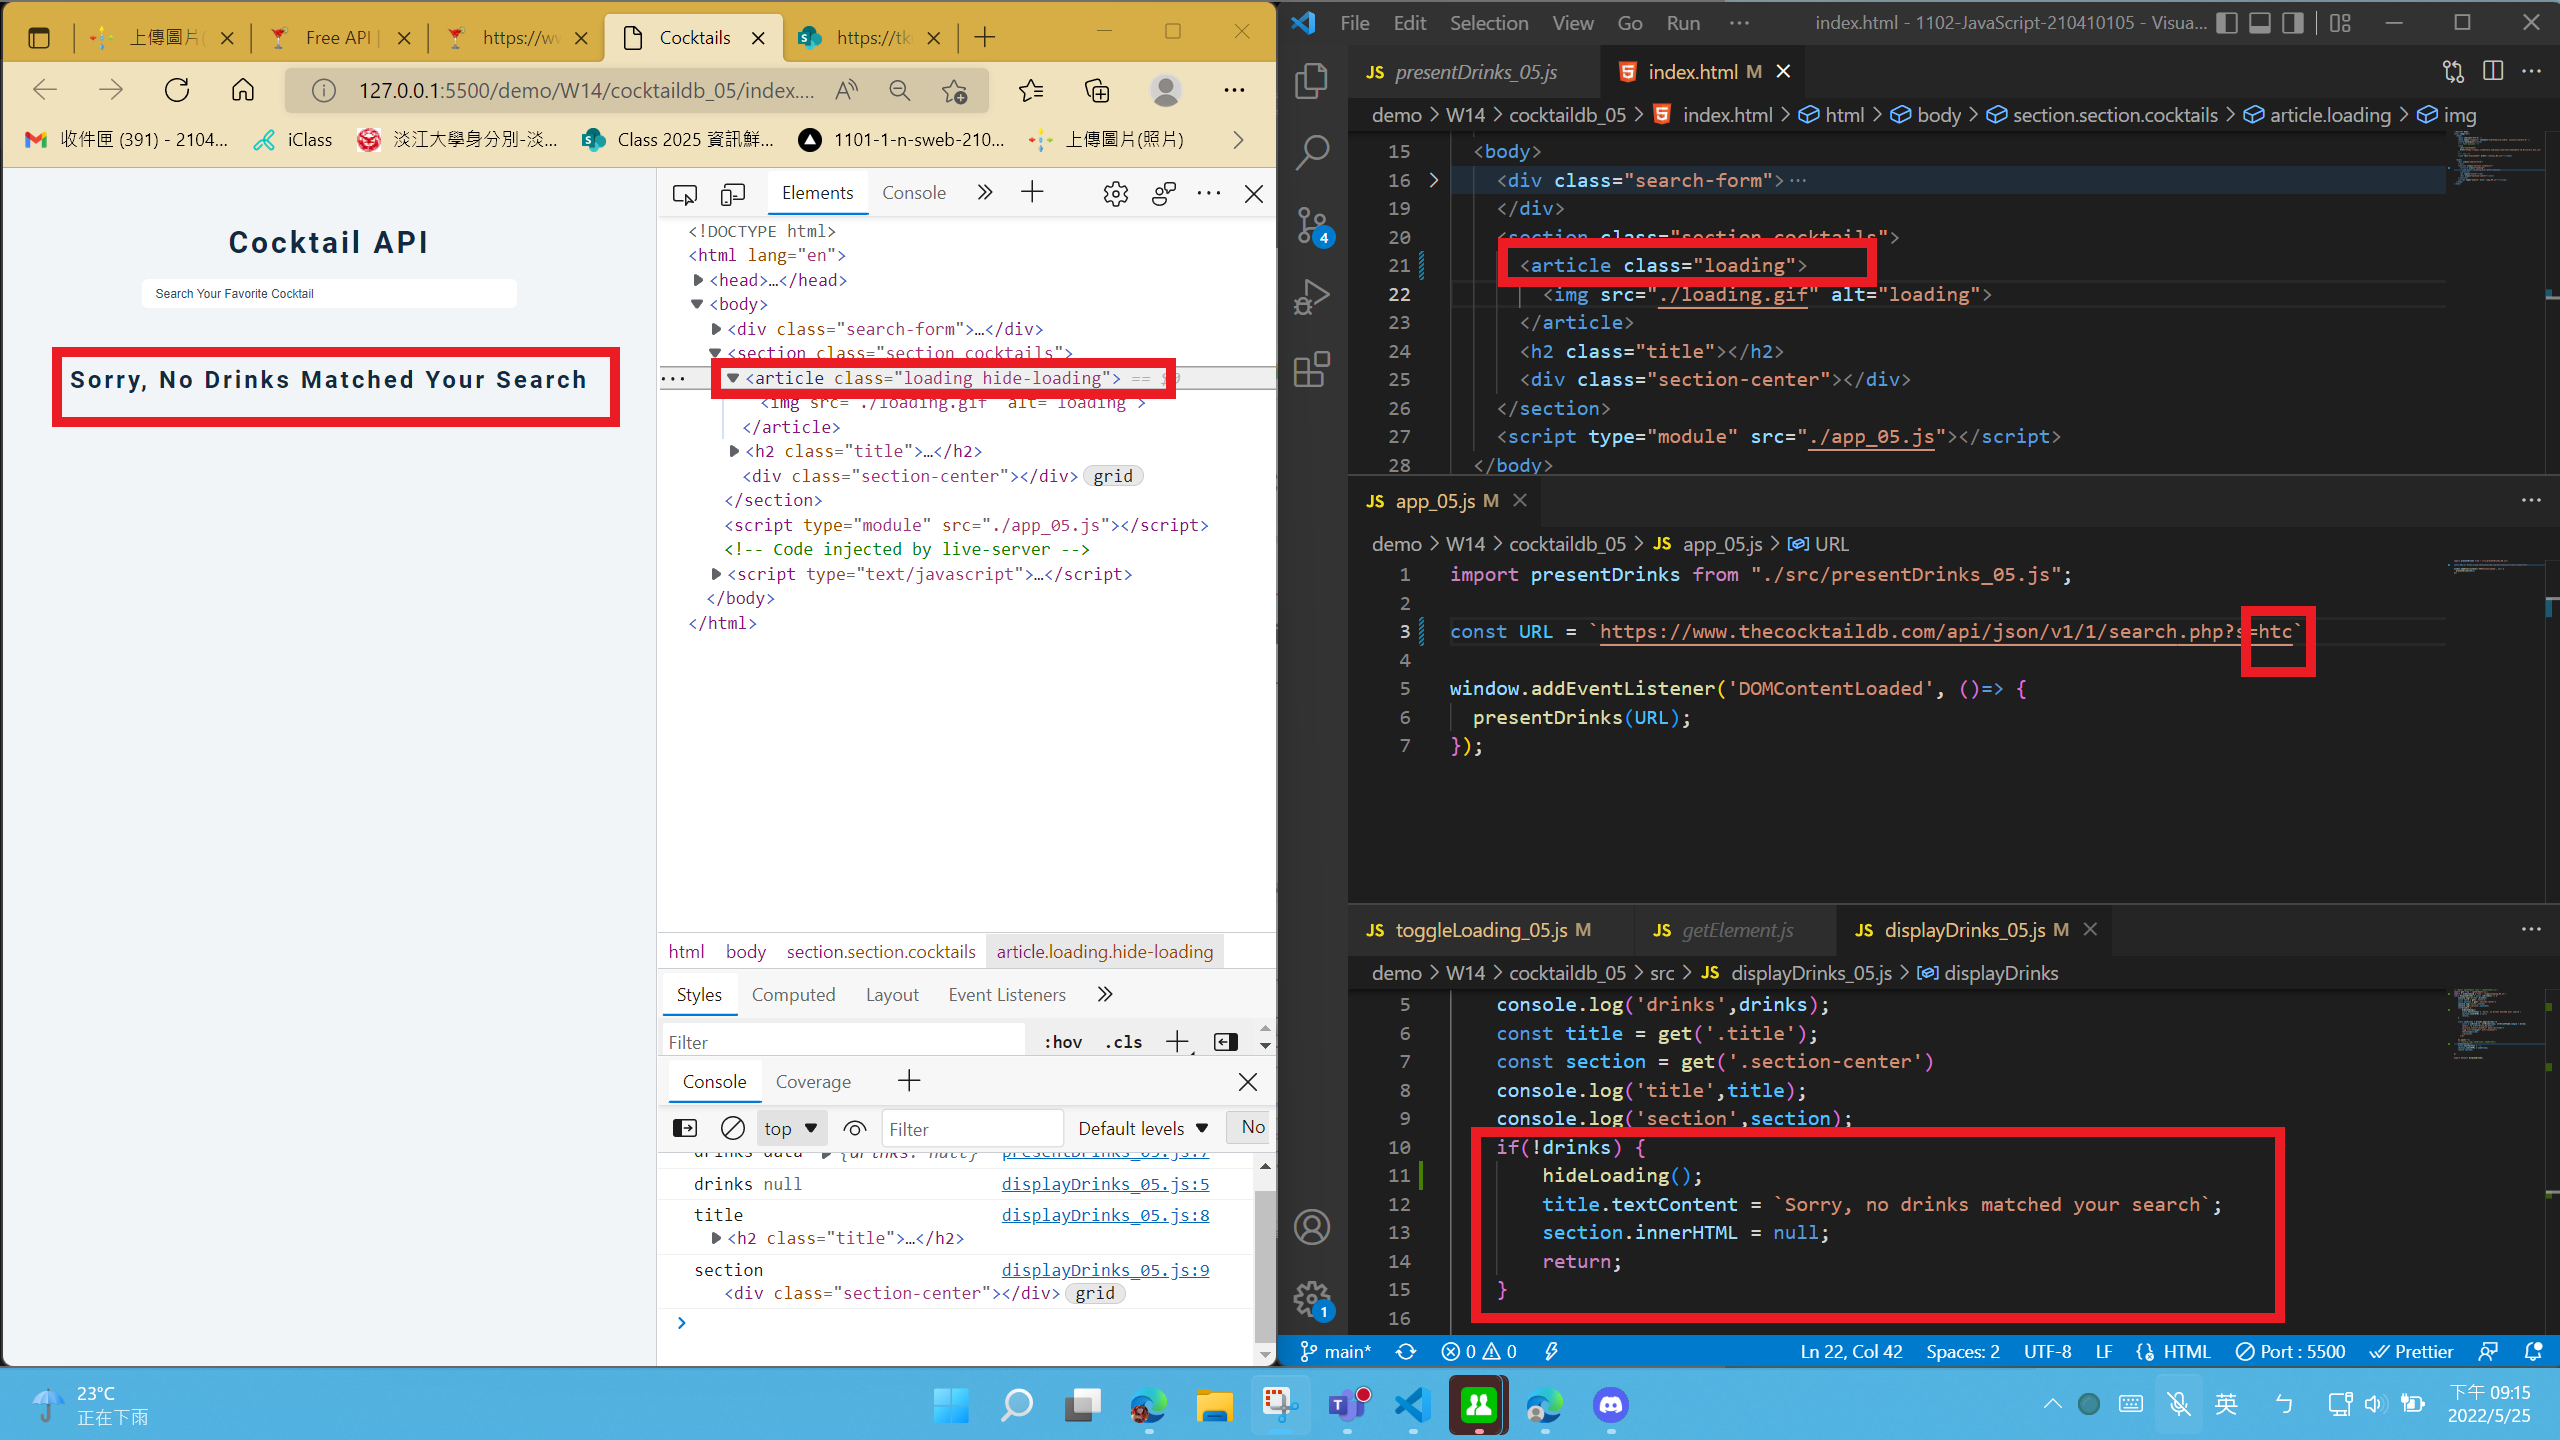 上傳圖片(
Free API |
https://wv
Cocktails
https://tk
127.0.0.1:5500/demo/W14/cocktaildb_05/index....
收件匣 (391) - 2104...
iClass
淡江大學身分別-淡...
Class 2025 資訊鮮...
1101-1-n-sweb-210...
上傳圖片(照片)
Cocktail API
Search Your Favorite Cocktail
Sorry, No Drinks Matched Your Search
Elements Console
<!DOCTYPE html>
<html lang="en">
<head>…</head>
<body>
<div class="search-form">…</div>
<section class="section cocktails">
<article class="loading hide-loading"> == $0
<img src="./loading.gif" alt="loading">
</article>
<h2 class="title">…</h2>
<div class="section-center"></div> grid
</section>
<script type="module" src="./app_05.js"></script>
<!-- Code injected by live-server -->
<script type="text/javascript">…</script>
</body>
</html>
html body section.section.cocktails article.loading.hide-loading
Styles Computed Layout Event Listeners
Filter :hov .cls
Console Coverage
top Filter Default levels No
drinks data {drinks: null} presentDrinks_05.js:7
drinks null displayDrinks_05.js:5
title displayDrinks_05.js:8
<h2 class="title">…</h2>
section displayDrinks_05.js:9
<div class="section-center"></div> grid
File Edit Selection View Go Run ··· index.html - 1102-JavaScript-210410105 - Visua...
JS presentDrinks_05.js index.html M
demo > W14 > cocktaildb_05 > index.html > html > body > section.section.cocktails > article.loading > img
15 <body>
16 <div class="search-form">···
19 </div>
20 <section class="section cocktails">
21 <article class="loading">
22 <img src="./loading.gif" alt="loading">
23 </article>
24 <h2 class="title"></h2>
25 <div class="section-center"></div>
26 </section>
27 <script type="module" src="./app_05.js"></script>
28 </body>
JS app_05.js M
demo > W14 > cocktaildb_05 > JS app_05.js > URL
1 import presentDrinks from "./src/presentDrinks_05.js";
2
3 const URL = `https://www.thecocktaildb.com/api/json/v1/1/search.php?s=htc`
4
5 window.addEventListener('DOMContentLoaded', ()=> {
6 presentDrinks(URL);
7 });
JS toggleLoading_05.js M JS getElement.js JS displayDrinks_05.js M
demo > W14 > cocktaildb_05 > src > JS displayDrinks_05.js > displayDrinks
5 console.log('drinks',drinks);
6 const title = get('.title');
7 const section = get('.section-center')
8 console.log('title',title);
9 console.log('section',section);
10 if(!drinks) {
11 hideLoading();
12 title.textContent = `Sorry, no drinks matched your search`;
13 section.innerHTML = null;
14 return;
15 }
16
4
1
main* 0 0 Ln 22, Col 42 Spaces: 2 UTF-8 LF HTML Port : 5500 Prettier
23°C
正在下雨
英
ㄅ
下午 09:15
2022/5/25